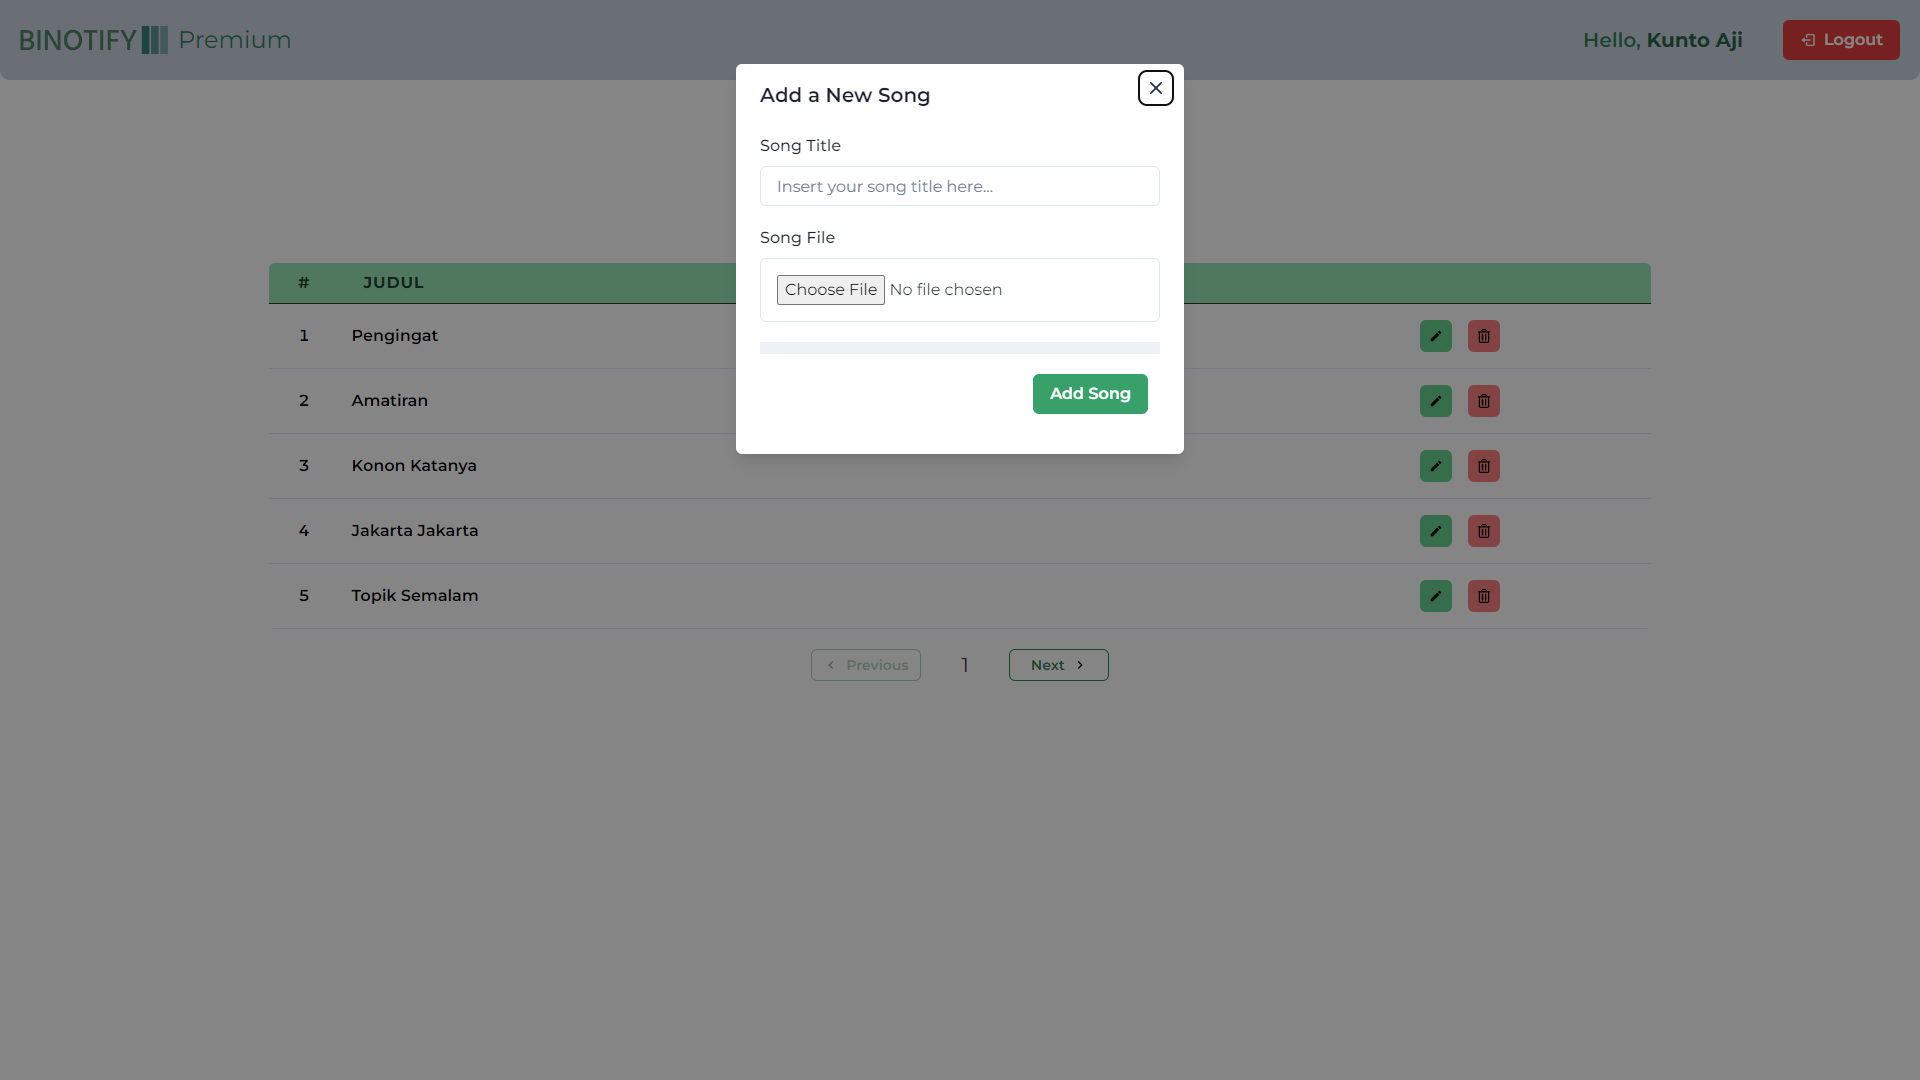 BINOTIFY Premium
Hello, Kunto Aji
Logout
Add a New Song
Song Title
Insert your song title here...
Song File
Choose File No file chosen
Add Song
# JUDUL
1 Pengingat
2 Amatiran
3 Konon Katanya
4 Jakarta Jakarta
5 Topik Semalam
Previous 1 Next